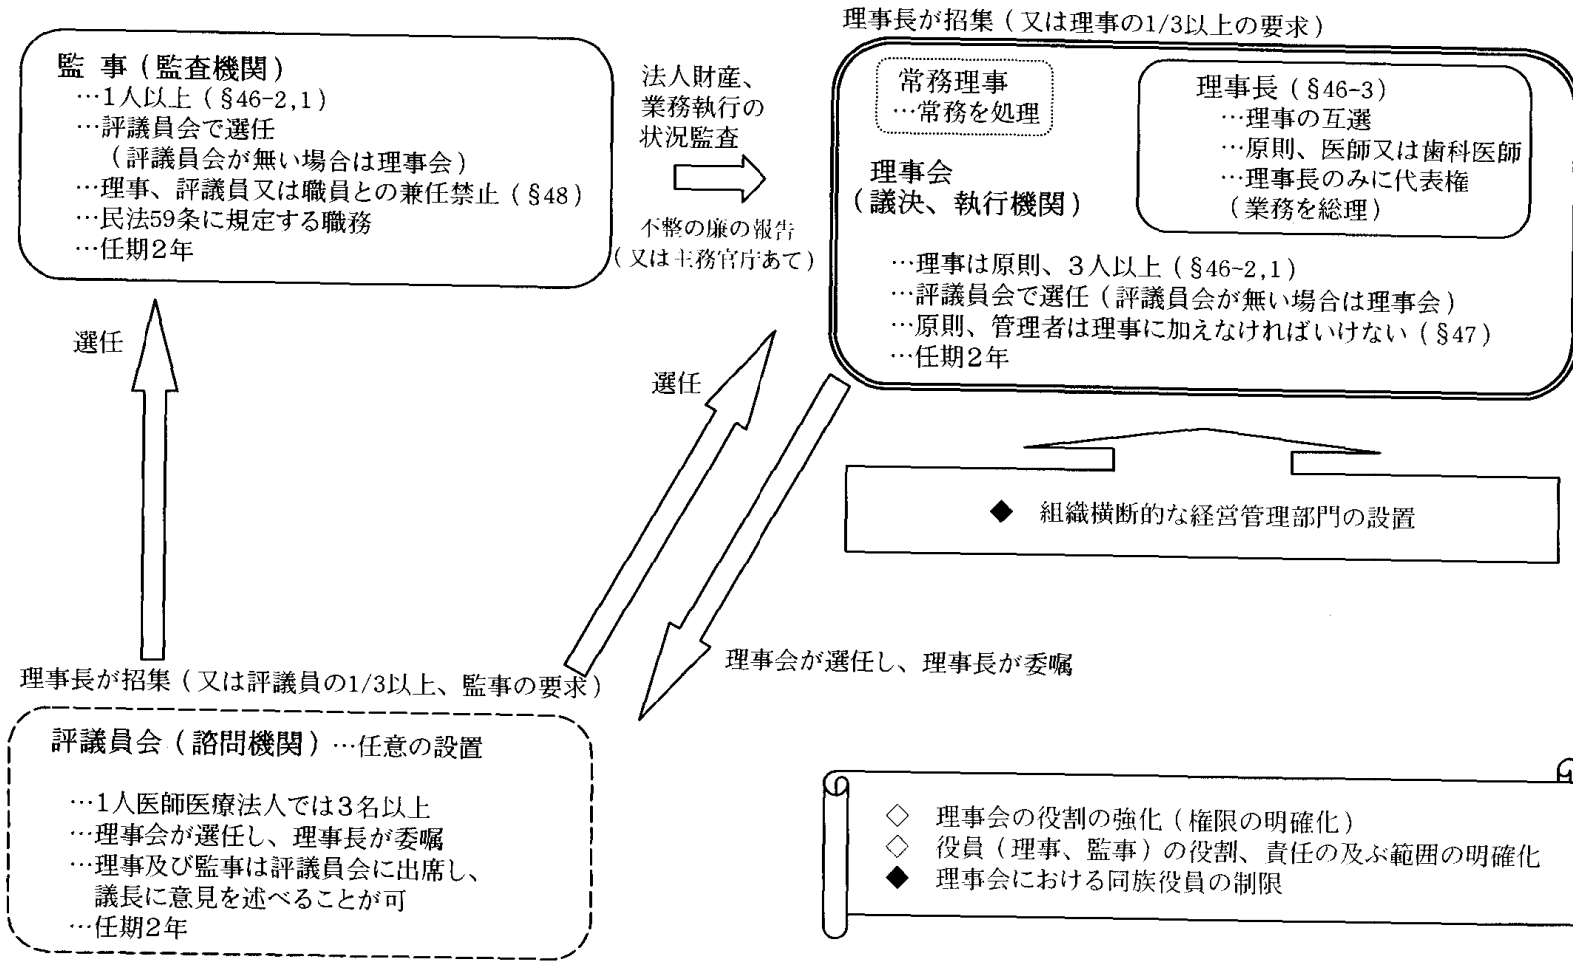 監 事（監査機関）
…1人以上（§46-2,1）
…評議員会で選任
（評議員会が無い場合は理事会）
…理事、評議員又は職員との兼任禁止（§48）
…民法59条に規定する職務
…任期2年
法人財産、
業務執行の
状況監査
不整の廉の報告
（又は主務官庁あて）
理事長が招集（又は理事の1/3以上の要求）
常務理事
…常務を処理
理事長（§46-3）
…理事の互選
…原則、医師又は歯科医師
…理事長のみに代表権
（業務を総理）
理事会
（議決、執行機関）
…理事は原則、3人以上（§46-2,1）
…評議員会で選任（評議員会が無い場合は理事会）
…原則、管理者は理事に加えなければいけない（§47）
…任期2年
選任
選任
◆ 組織横断的な経営管理部門の設置
理事会が選任し、理事長が委嘱
理事長が招集（又は評議員の1/3以上、監事の要求）
評議員会（諮問機関）…任意の設置
…1人医師医療法人では3名以上
…理事会が選任し、理事長が委嘱
…理事及び監事は評議員会に出席し、
議長に意見を述べることが可
…任期2年
◇ 理事会の役割の強化（権限の明確化）
◇ 役員（理事、監事）の役割、責任の及ぶ範囲の明確化
◆ 理事会における同族役員の制限